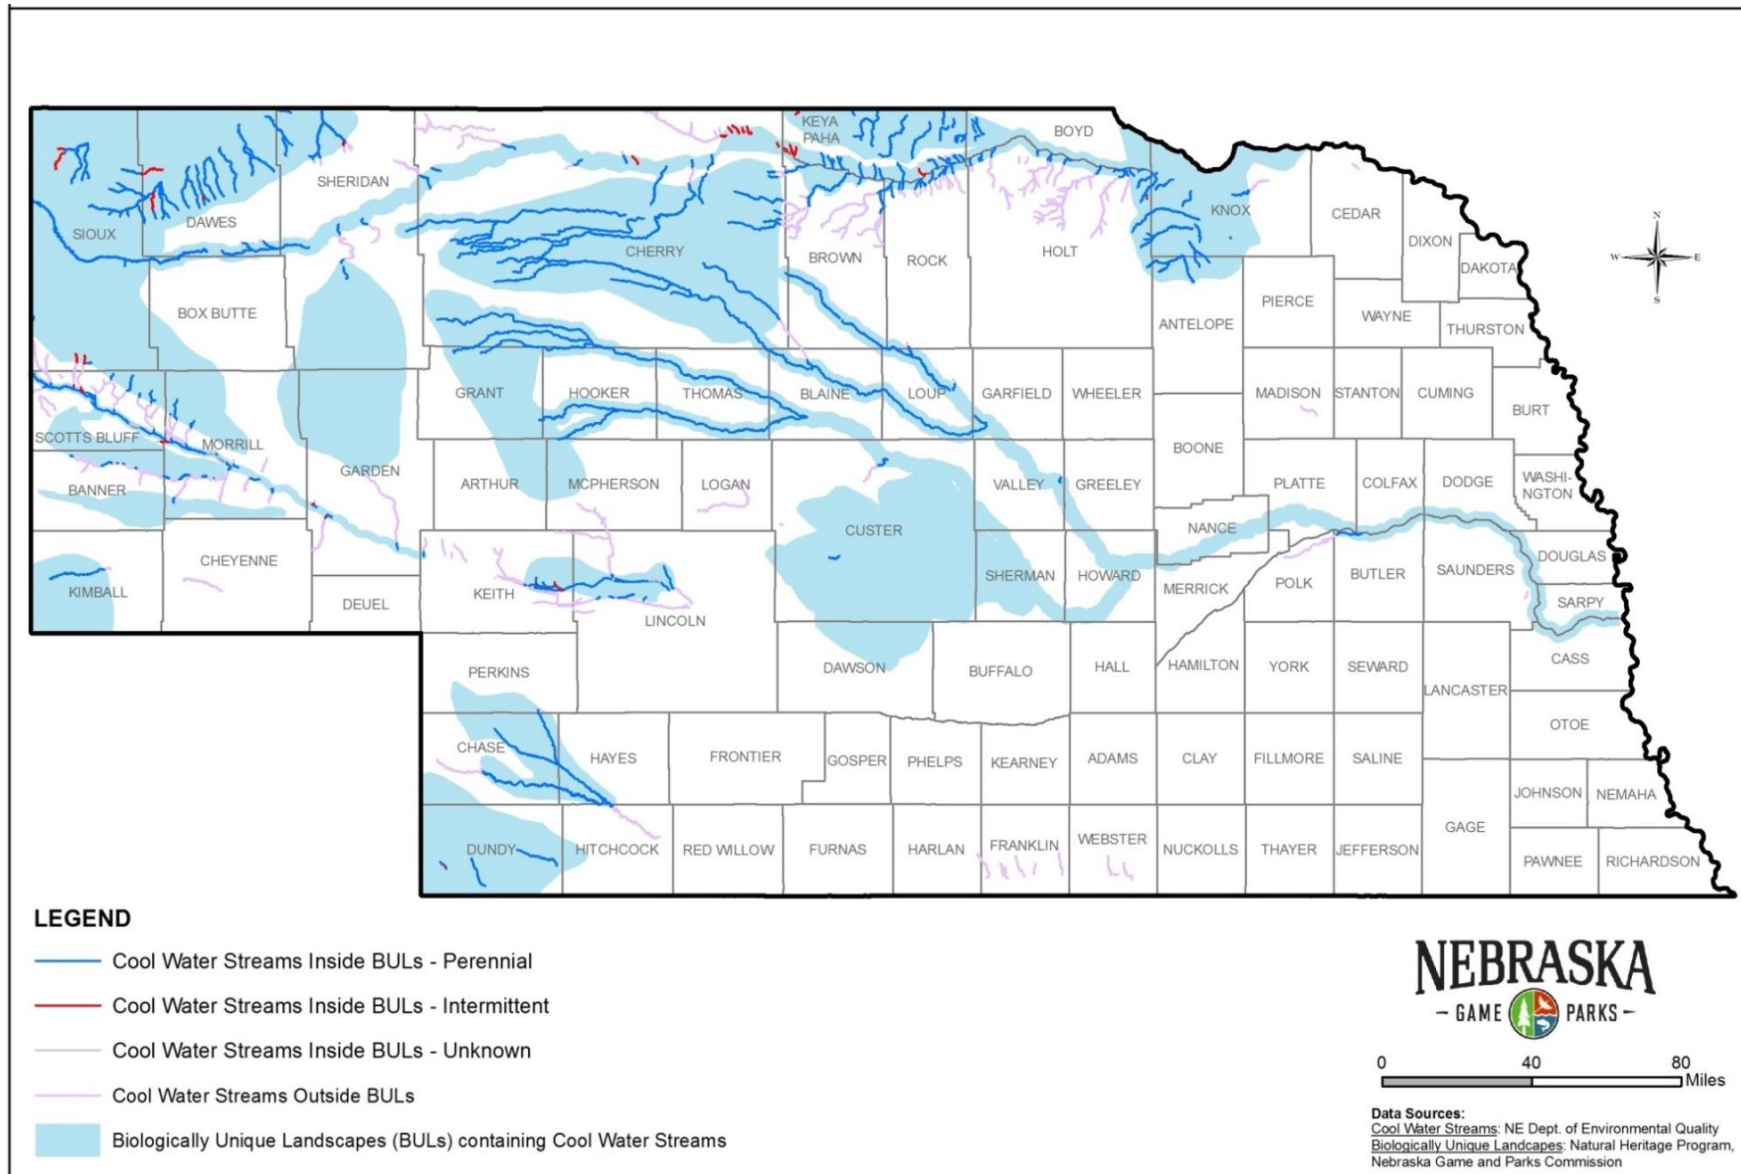 KEYA
PAHA
BOYD
SHERIDAN
DAWES
SIOUX
KNOX
CEDAR
CHERRY
BROWN
ROCK
HOLT
DIXON
DAKOTA
BOX BUTTE
PIERCE
WAYNE
ANTELOPE
THURSTON
GRANT
HOOKER
THOMAS
BLAINE
LOUP
GARFIELD
WHEELER
MADISON
STANTON
CUMING
BURT
SCOTTS BLUFF
MORRILL
GARDEN
BOONE
BANNER
ARTHUR
MCPHERSON
LOGAN
VALLEY
GREELEY
PLATTE
COLFAX
DODGE
WASHI-
NGTON
CUSTER
NANCE
CHEYENNE
KIMBALL
DEUEL
KEITH
LINCOLN
SHERMAN
HOWARD
MERRICK
POLK
BUTLER
SAUNDERS
DOUGLAS
SARPY
PERKINS
DAWSON
BUFFALO
HALL
HAMILTON
YORK
SEWARD
LANCASTER
CASS
OTOE
CHASE
HAYES
FRONTIER
GOSPER
PHELPS
KEARNEY
ADAMS
CLAY
FILLMORE
SALINE
JOHNSON
NEMAHA
GAGE
DUNDY
HITCHCOCK
RED WILLOW
FURNAS
HARLAN
FRANKLIN
WEBSTER
NUCKOLLS
THAYER
JEFFERSON
PAWNEE
RICHARDSON
N
W
E
S
LEGEND
Cool Water Streams Inside BULs - Perennial
Cool Water Streams Inside BULs - Intermittent
Cool Water Streams Inside BULs - Unknown
Cool Water Streams Outside BULs
Biologically Unique Landscapes (BULs) containing Cool Water Streams
NEBRASKA
- GAME PARKS -
0 40 80
Miles
Data Sources:
Cool Water Streams: NE Dept. of Environmental Quality
Biologically Unique Landscapes: Natural Heritage Program,
Nebraska Game and Parks Commission